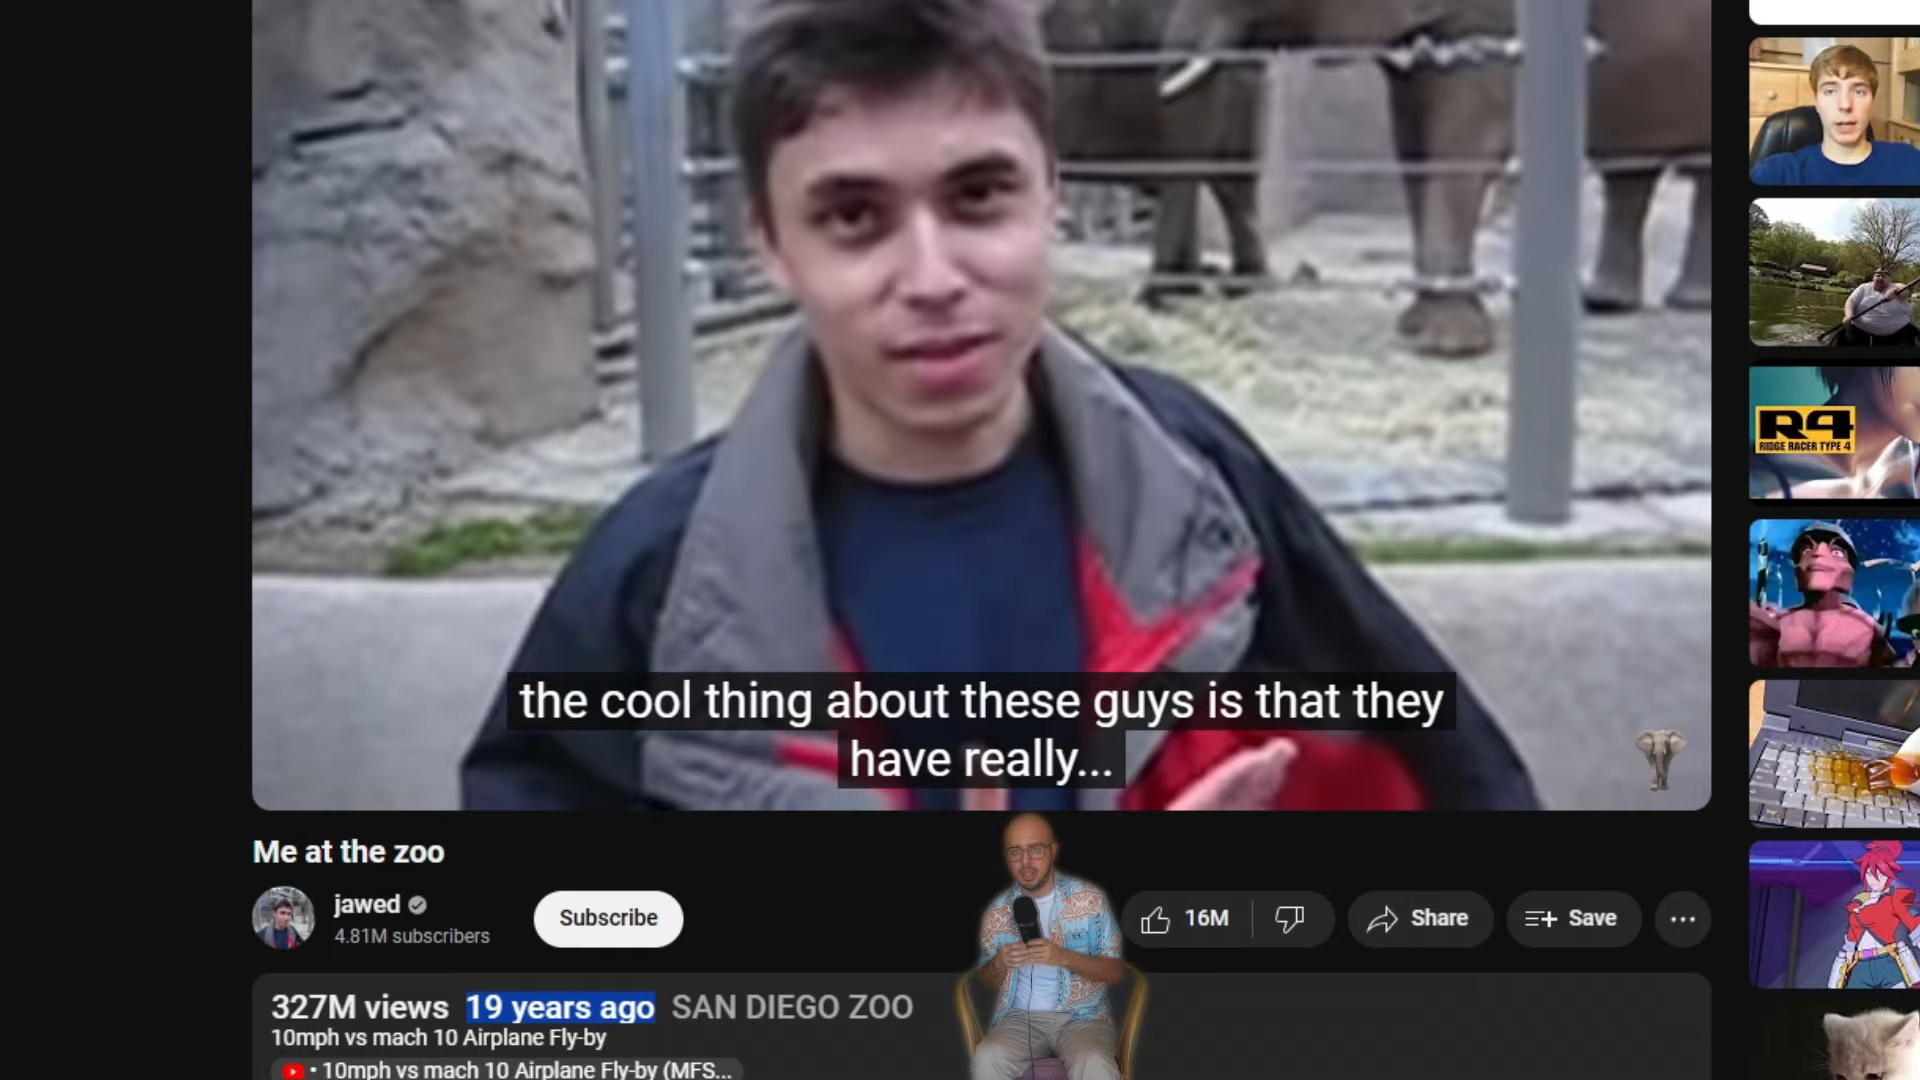 the cool thing about these guys is that they
have really...
Me at the zoo
jawed
4.81M subscribers
Subscribe
16M
Share
Save
327M views 19 years ago SAN DIEGO ZOO
10mph vs mach 10 Airplane Fly-by
• 10mph vs mach 10 Airplane Fly-by (MFS...
R4
RIDGE RACER TYPE 4